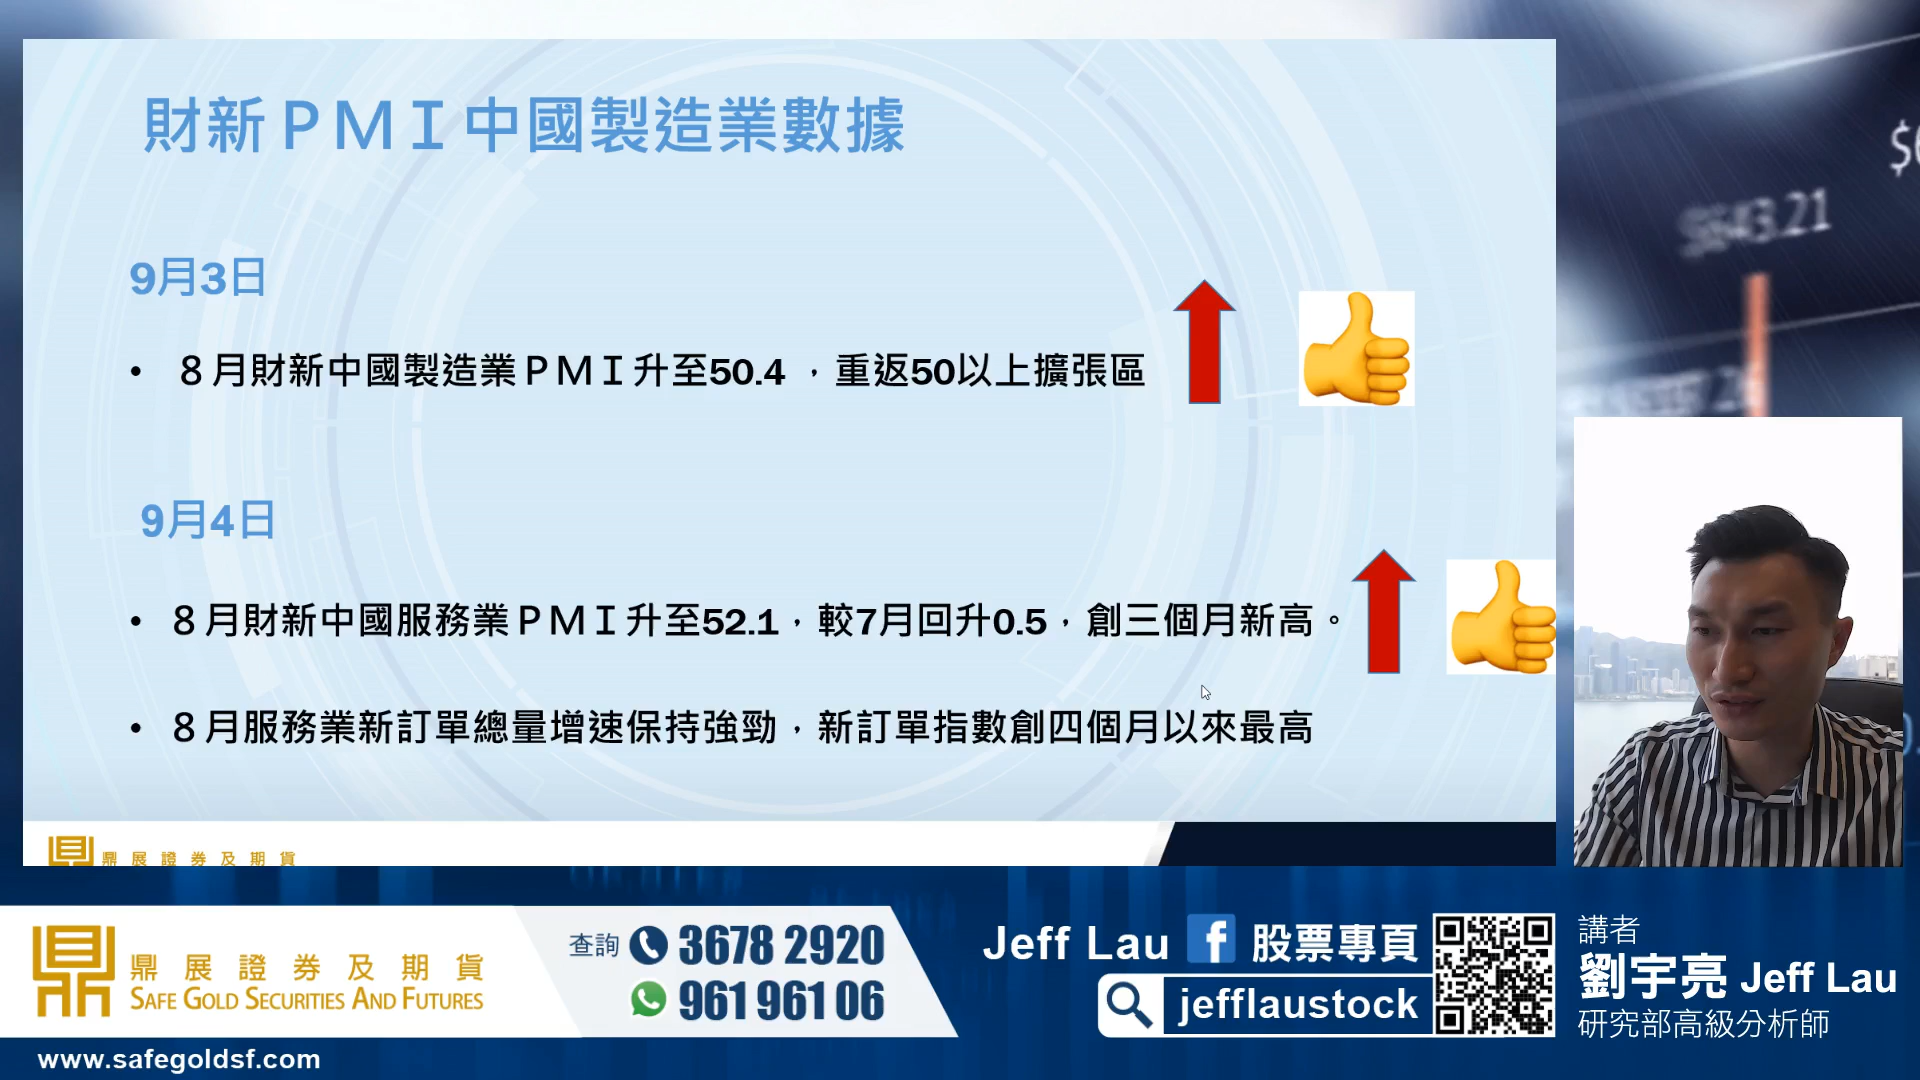 財新ＰＭＩ中國製造業數據
9月3日
• ８月財新中國製造業ＰＭＩ升至50.4 ，重返50以上擴張區
9月4日
• ８月財新中國服務業ＰＭＩ升至52.1，較7月回升0.5，創三個月新高。
• ８月服務業新訂單總量增速保持強勁，新訂單指數創四個月以來最高
鼎展證券及期貨
鼎展證券及期貨
SAFE GOLD SECURITIES AND FUTURES
www.safegoldsf.com
查詢 3678 2920
961 961 06
Jeff Lau f 股票專頁
jefflaustock
講者
劉宇亮 Jeff Lau
研究部高級分析師